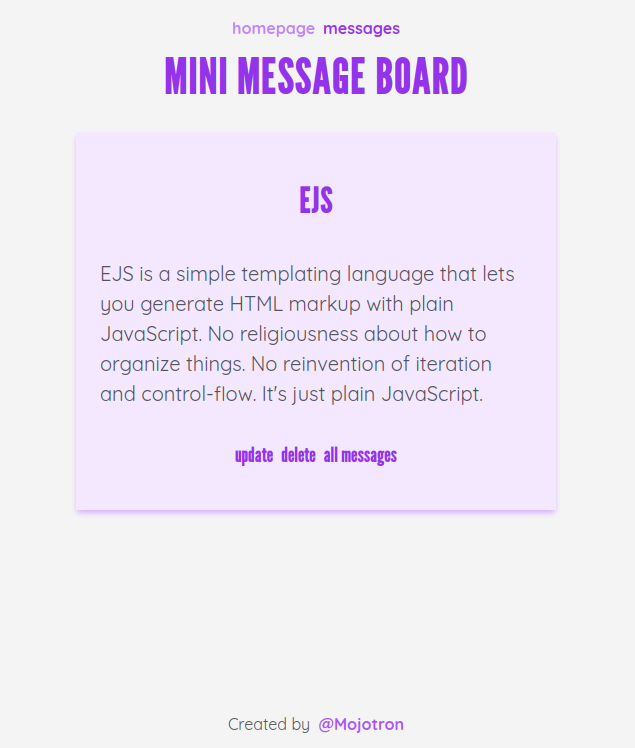 homepage messages
MINI MESSAGE BOARD
EJS
EJS is a simple templating language that lets
you generate HTML markup with plain
JavaScript. No religiousness about how to
organize things. No reinvention of iteration
and control-flow. It's just plain JavaScript.
update delete all messages
Created by @Mojotron